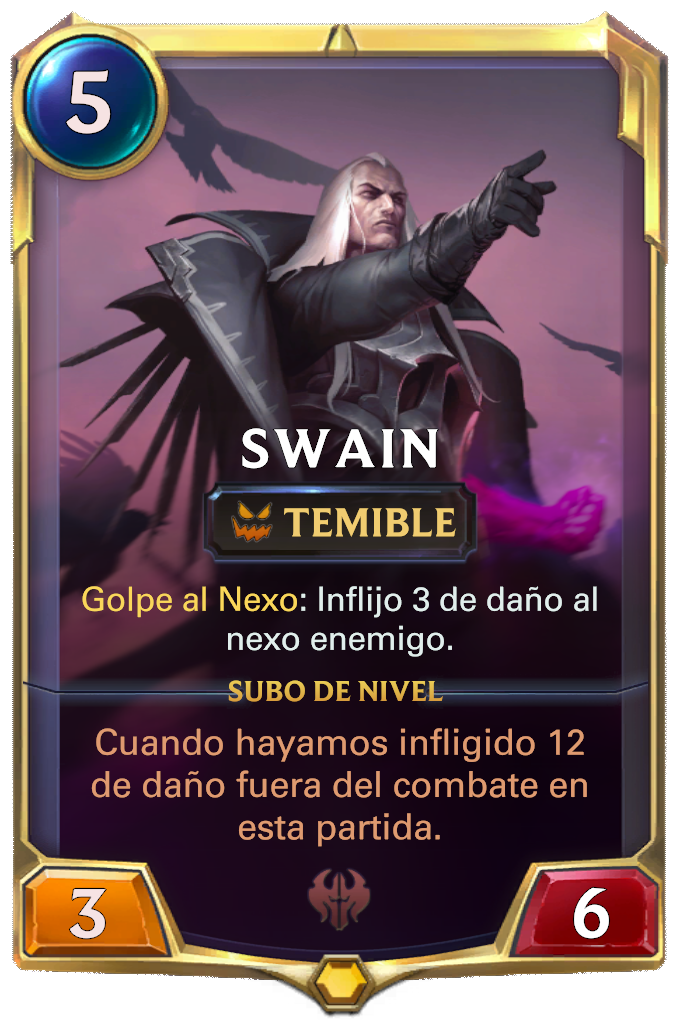 5
SWAIN
TEMIBLE
Golpe al Nexo: Inflijo 3 de daño al
nexo enemigo.
SUBO DE NIVEL
Cuando hayamos infligido 12
de daño fuera del combate en
esta partida.
3
6